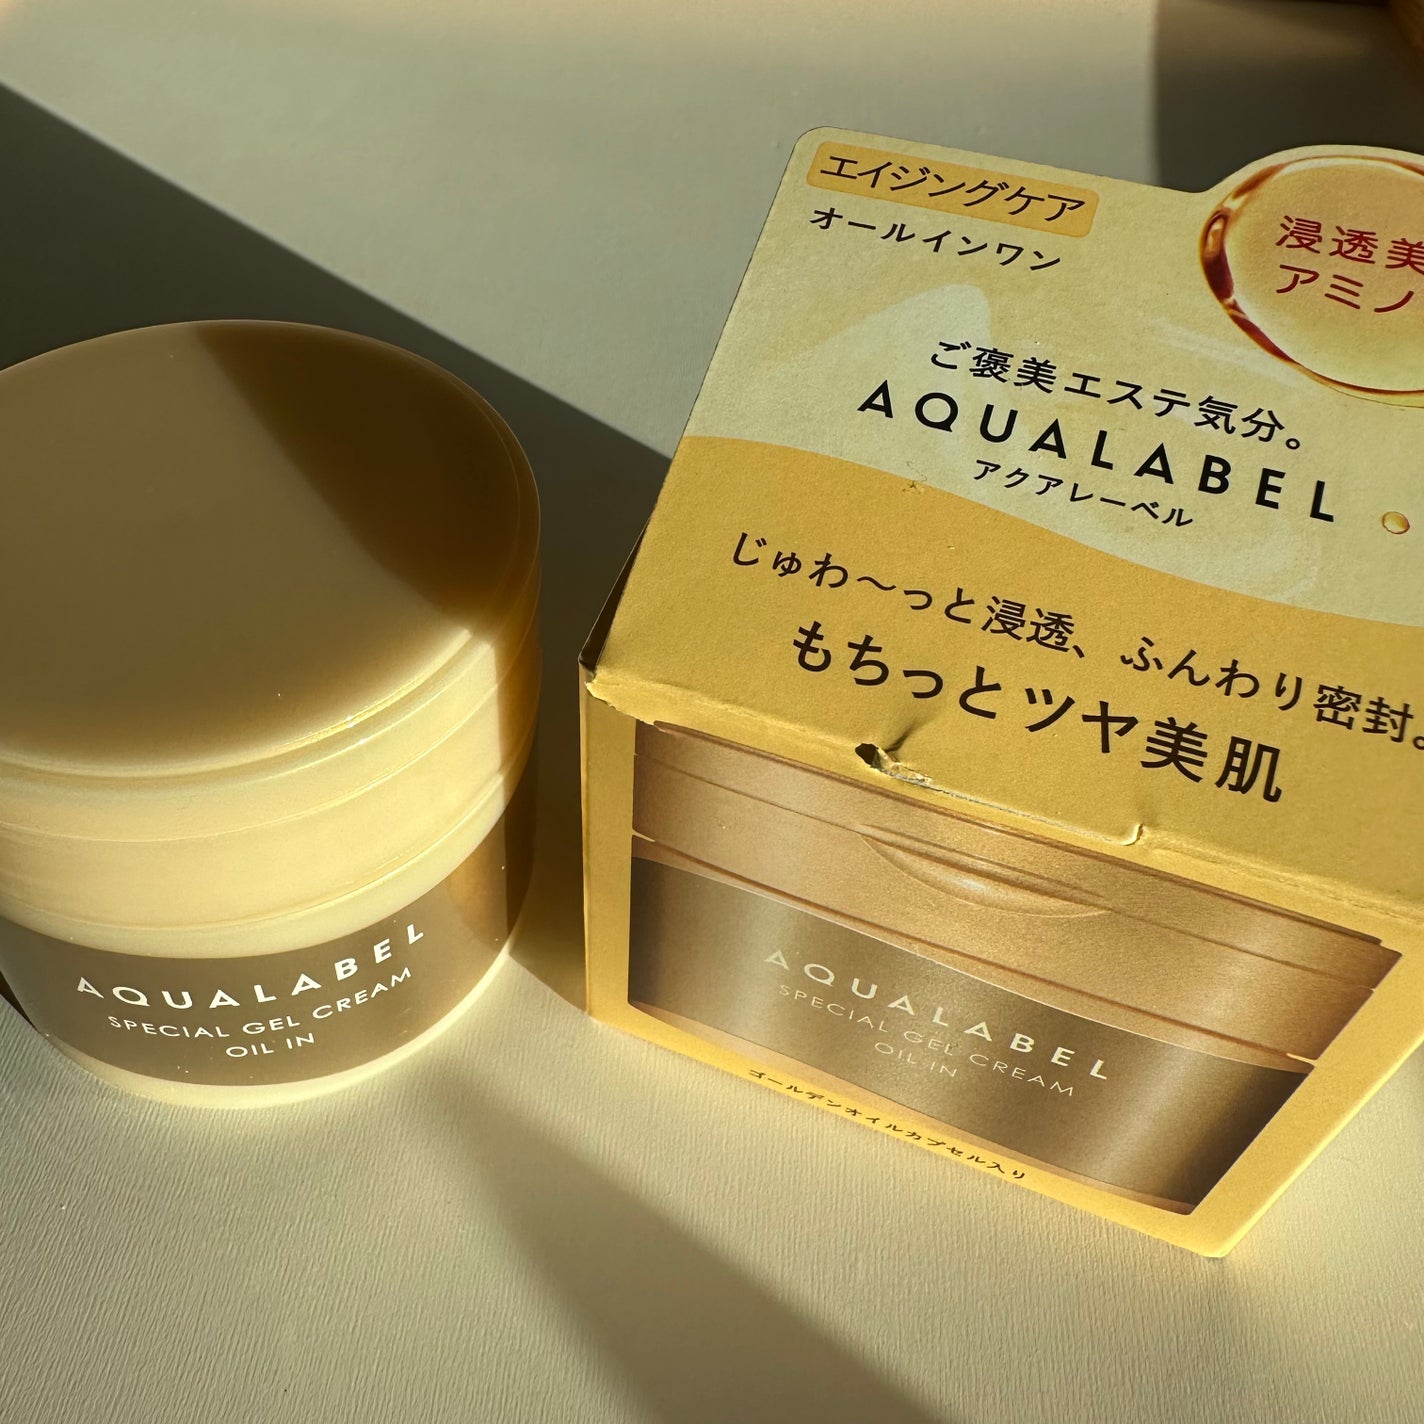 エイジングケア
オールインワン
浸透美
アミノ
ご褒美エステ気分。
AQUALABEL
アクアレーベル
じゅわ〜っと浸透、ふんわり密封。
もちっとツヤ美肌
AQUALABEL
SPECIAL GEL CREAM
OIL IN
ゴールデンオイルカプセル入り
AQUALABEL
SPECIAL GEL CREAM
OIL IN